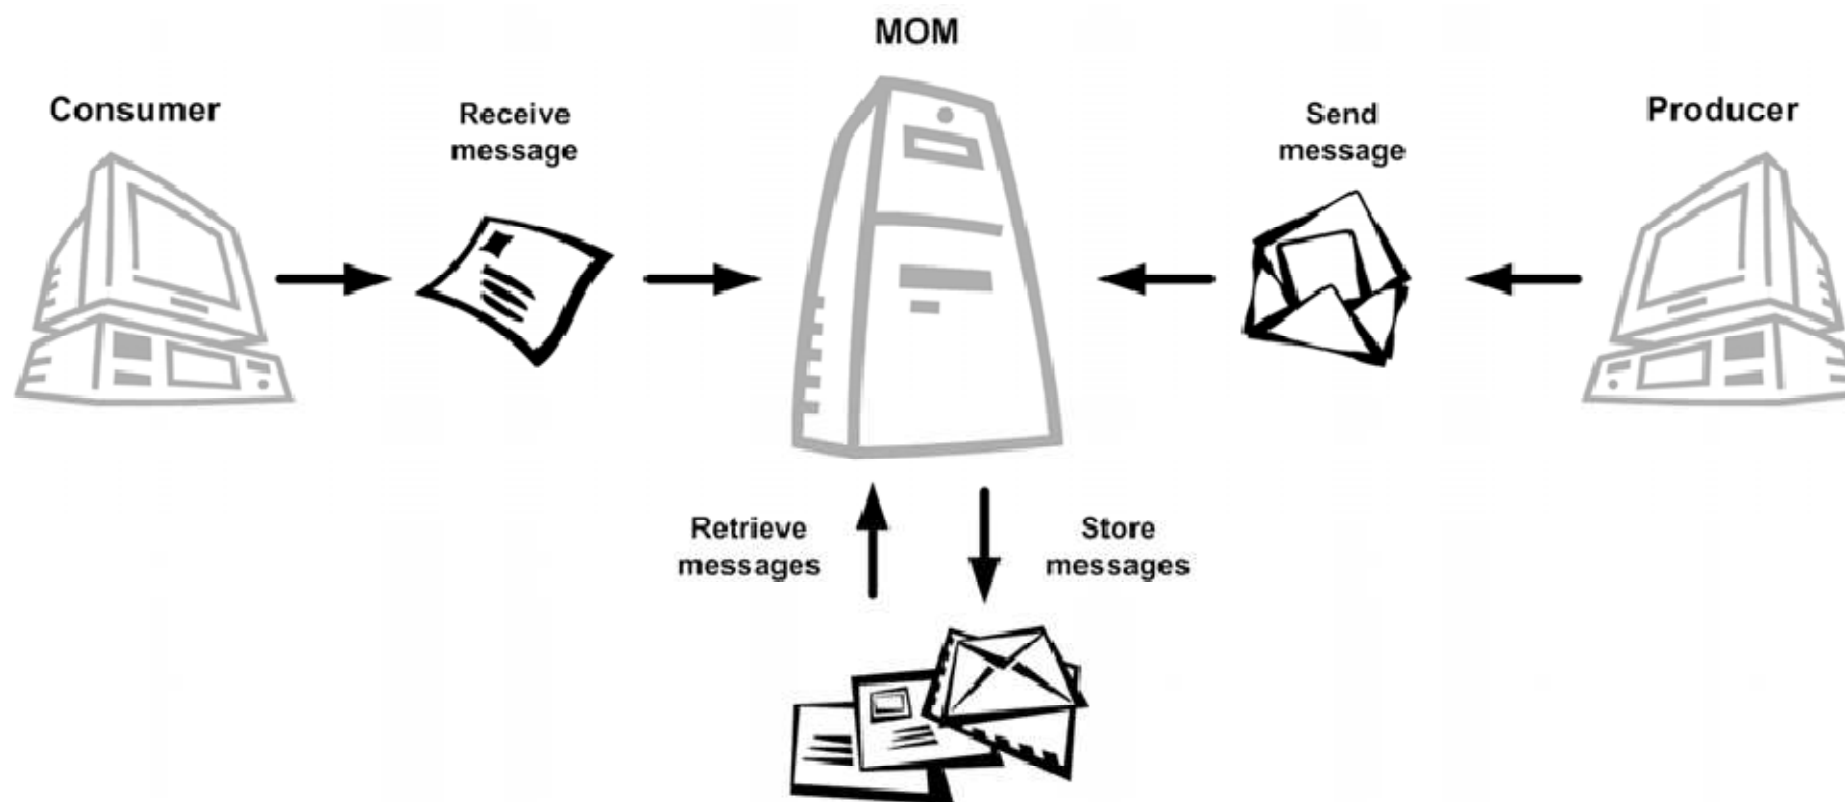 MOM
Consumer
Receive
message
Send
message
Producer
Retrieve
messages
Store
messages